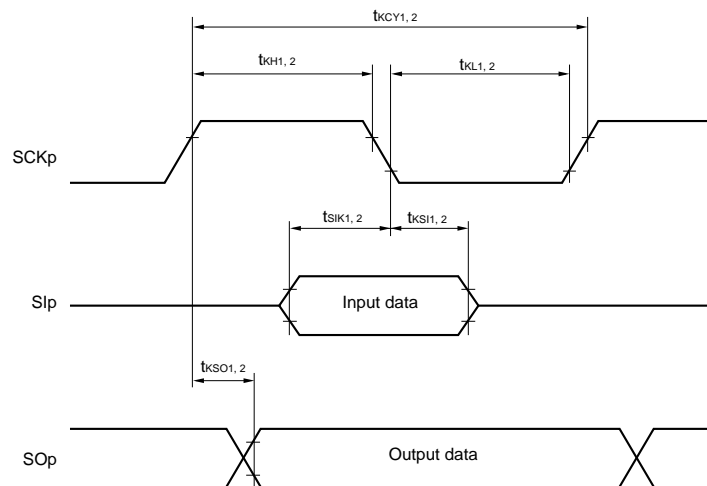 tKCY1, 2
tKH1, 2
tKL1, 2
SCKp
tSIK1, 2
tKSI1, 2
SIp
Input data
tKSO1, 2
SOp
Output data